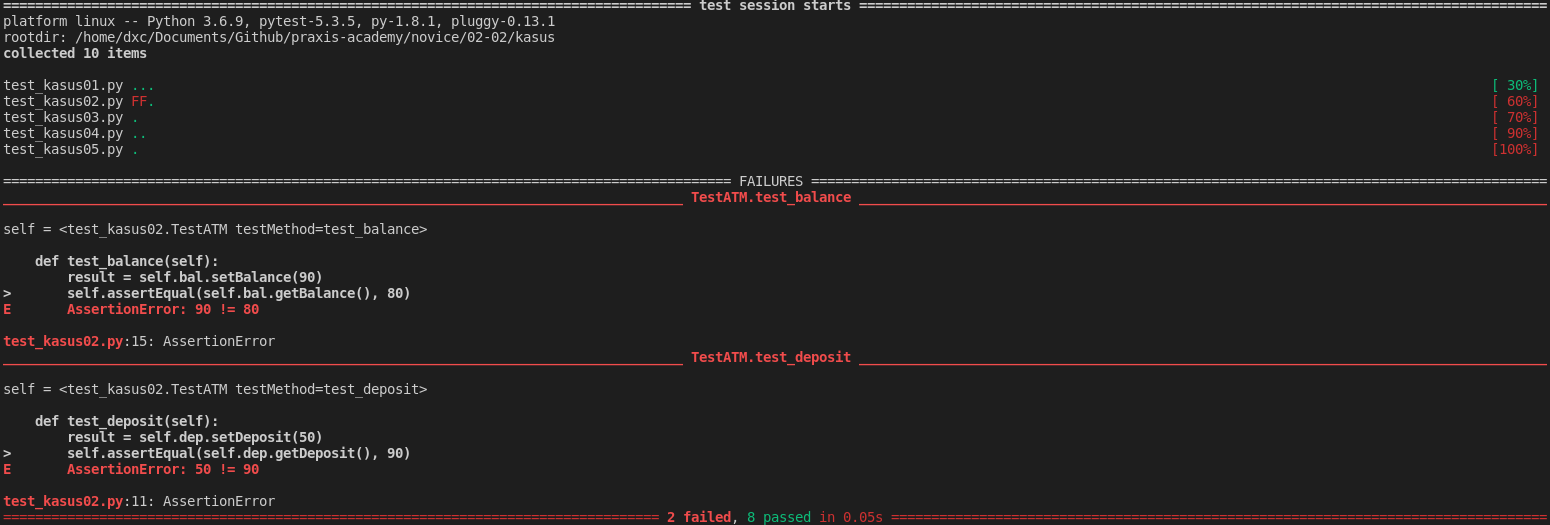 ====================================================================================== test session starts ======================================================================================
platform linux -- Python 3.6.9, pytest-5.3.5, py-1.8.1, pluggy-0.13.1
rootdir: /home/dxc/Documents/Github/praxis-academy/novice/02-02/kasus
collected 10 items

test_kasus01.py ... [ 30%]
test_kasus02.py FF. [ 60%]
test_kasus03.py . [ 70%]
test_kasus04.py .. [ 90%]
test_kasus05.py . [100%]

=========================================================================================== FAILURES ============================================================================================
_____________________________________________________________________________________ TestATM.test_balance ______________________________________________________________________________________

self = <test_kasus02.TestATM testMethod=test_balance>

    def test_balance(self):
        result = self.bal.setBalance(90)
>       self.assertEqual(self.bal.getBalance(), 80)
E       AssertionError: 90 != 80

test_kasus02.py:15: AssertionError
_____________________________________________________________________________________ TestATM.test_deposit ______________________________________________________________________________________

self = <test_kasus02.TestATM testMethod=test_deposit>

    def test_deposit(self):
        result = self.dep.setDeposit(50)
>       self.assertEqual(self.dep.getDeposit(), 90)
E       AssertionError: 50 != 90

test_kasus02.py:11: AssertionError
================================================================================== 2 failed, 8 passed in 0.05s ==================================================================================